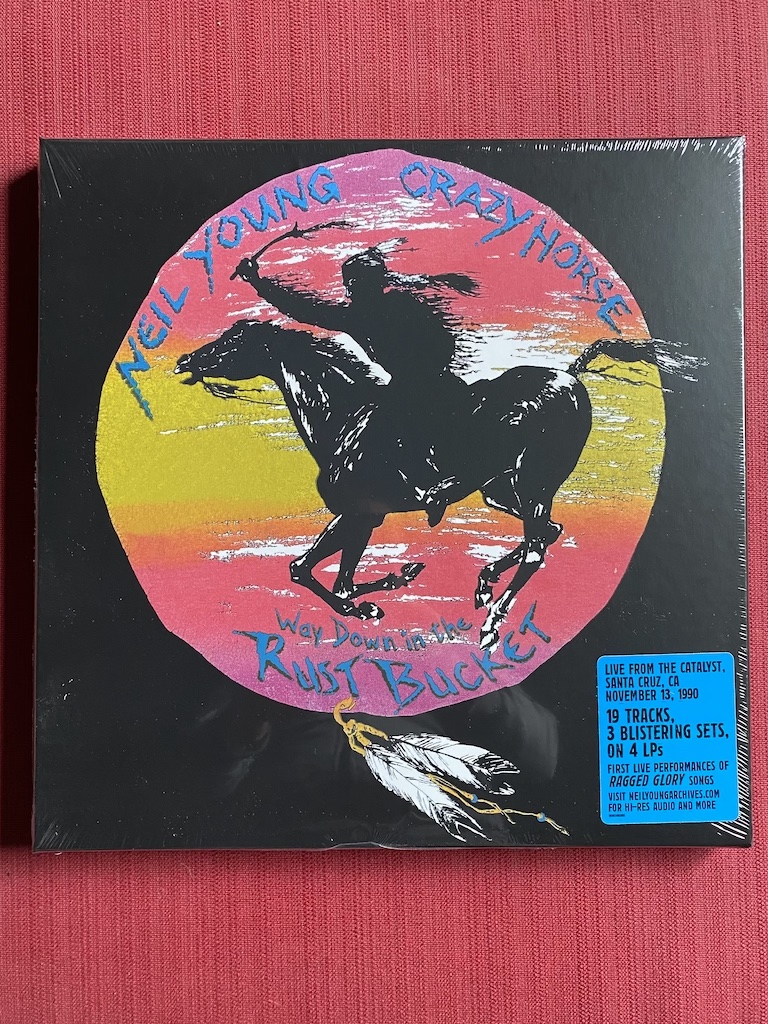 NEIL YOUNG CRAZY HORSE
Way Down in the
RUST BUCKET
LIVE FROM THE CATALYST,
SANTA CRUZ, CA
NOVEMBER 13, 1990
19 TRACKS,
3 BLISTERING SETS,
ON 4 LPs
FIRST LIVE PERFORMANCES OF
RAGGED GLORY SONGS
VISIT NEILYOUNGARCHIVES.COM
FOR HI-RES AUDIO AND MORE